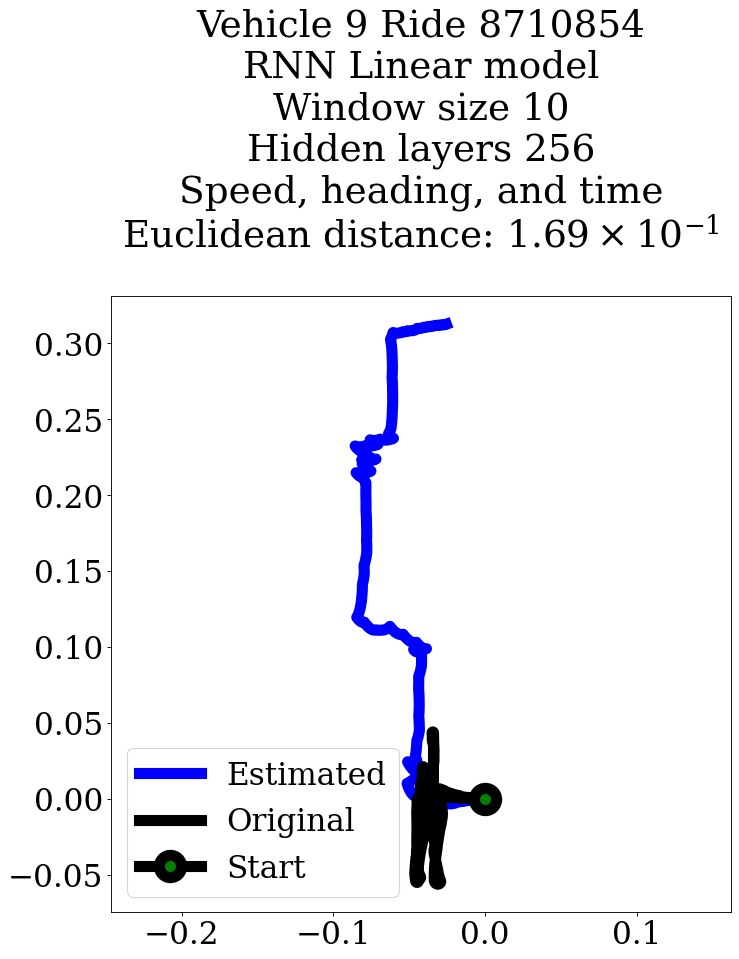 Vehicle 9 Ride 8710854
RNN Linear model
Window size 10
Hidden layers 256
Speed, heading, and time
Euclidean distance: 1.69 × 10⁻¹
0.30
0.25
0.20
0.15
0.10
0.05
0.00
−0.05
Estimated
Original
Start
−0.2 −0.1 0.0 0.1